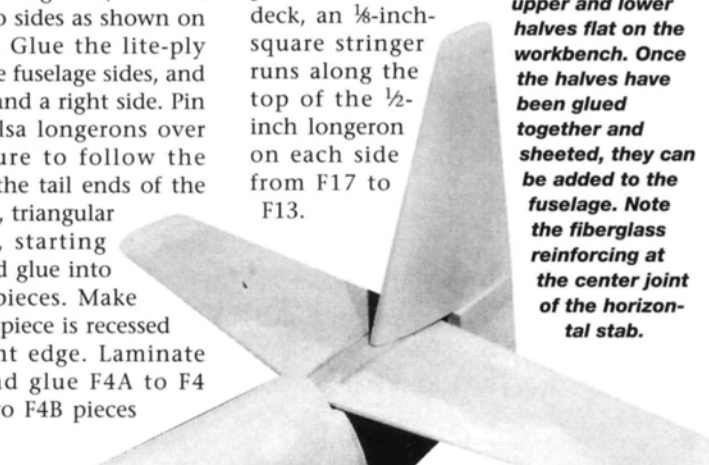 o sides as shown on
Glue the lite-ply
e fuselage sides, and
and a right side. Pin
lsa longerons over
ure to follow the
the tail ends of the
, triangular
, starting
d glue into
pieces. Make
piece is recessed
nt edge. Laminate
nd glue F4A to F4
o F4B pieces
deck, an ⅛-inch-
square stringer
runs along the
top of the ½-
inch longeron
on each side
from F17 to
F13.
upper and lower
halves flat on the
workbench. Once
the halves have
been glued
together and
sheeted, they can
be added to the
fuselage. Note
the fiberglass
reinforcing at
the center joint
of the horizon-
tal stab.